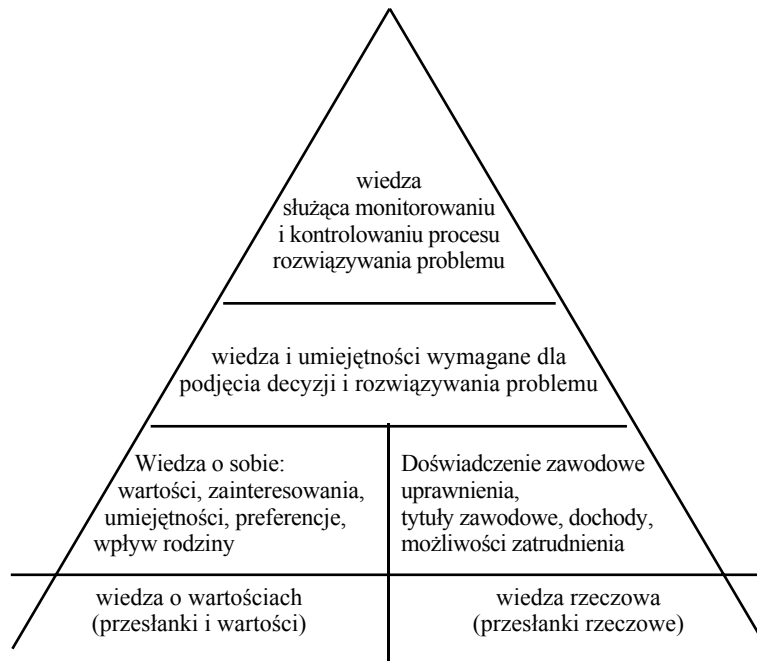 wiedza
służąca monitorowaniu
i kontrolowaniu procesu
rozwiązywania problemu
wiedza i umiejętności wymagane dla
podjęcia decyzji i rozwiązywania problemu
Wiedza o sobie:
wartości, zainteresowania,
umiejętności, preferencje,
wpływ rodziny
Doświadczenie zawodowe
uprawnienia,
tytuły zawodowe, dochody,
możliwości zatrudnienia
wiedza o wartościach
(przesłanki i wartości)
wiedza rzeczowa
(przesłanki rzeczowe)